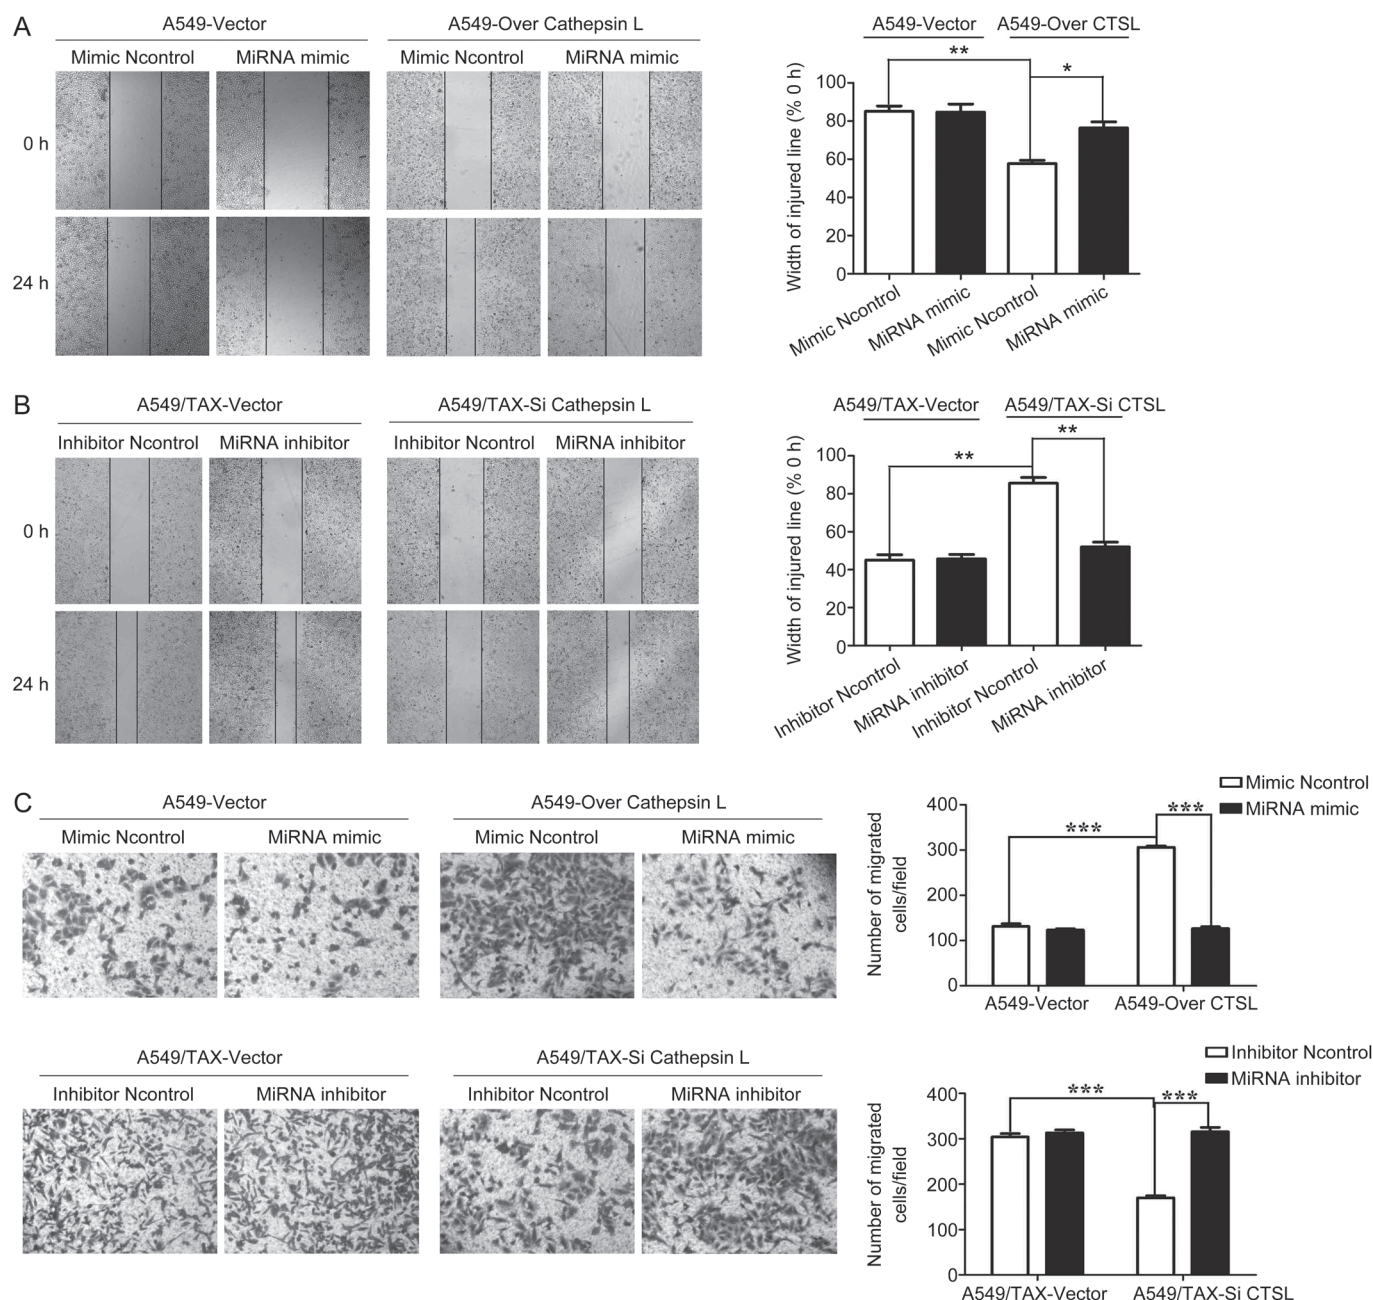 A
A549-Vector
A549-Over Cathepsin L
Mimic Ncontrol
MiRNA mimic
Mimic Ncontrol
MiRNA mimic
0 h
24 h
A549-Vector
A549-Over CTSL
**
*
Width of injured line (% 0 h)
100
80
60
40
20
0
Mimic Ncontrol
MiRNA mimic
Mimic Ncontrol
MiRNA mimic
B
A549/TAX-Vector
A549/TAX-Si Cathepsin L
Inhibitor Ncontrol
MiRNA inhibitor
Inhibitor Ncontrol
MiRNA inhibitor
0 h
24 h
A549/TAX-Vector
A549/TAX-Si CTSL
**
**
Width of injured line (% 0 h)
100
80
60
40
20
0
Inhibitor Ncontrol
MiRNA inhibitor
Inhibitor Ncontrol
MiRNA inhibitor
C
A549-Vector
A549-Over Cathepsin L
Mimic Ncontrol
MiRNA mimic
Mimic Ncontrol
MiRNA mimic
Mimic Ncontrol
MiRNA mimic
***
***
Number of migrated
cells/field
400
300
200
100
0
A549-Vector
A549-Over CTSL
A549/TAX-Vector
A549/TAX-Si Cathepsin L
Inhibitor Ncontrol
MiRNA inhibitor
Inhibitor Ncontrol
MiRNA inhibitor
Inhibitor Ncontrol
MiRNA inhibitor
***
***
Number of migrated
cells/field
400
300
200
100
0
A549/TAX-Vector
A549/TAX-Si CTSL